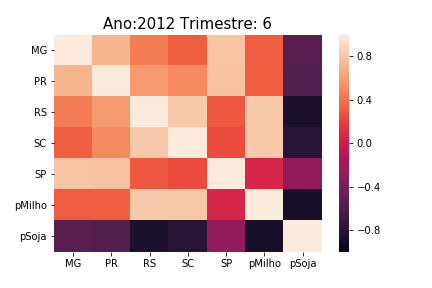 Ano:2012 Trimestre: 6
MG
PR
RS
SC
SP
pMilho
pSoja
MG PR RS SC SP pMilho pSoja
0.8
0.4
0.0
−0.4
−0.8